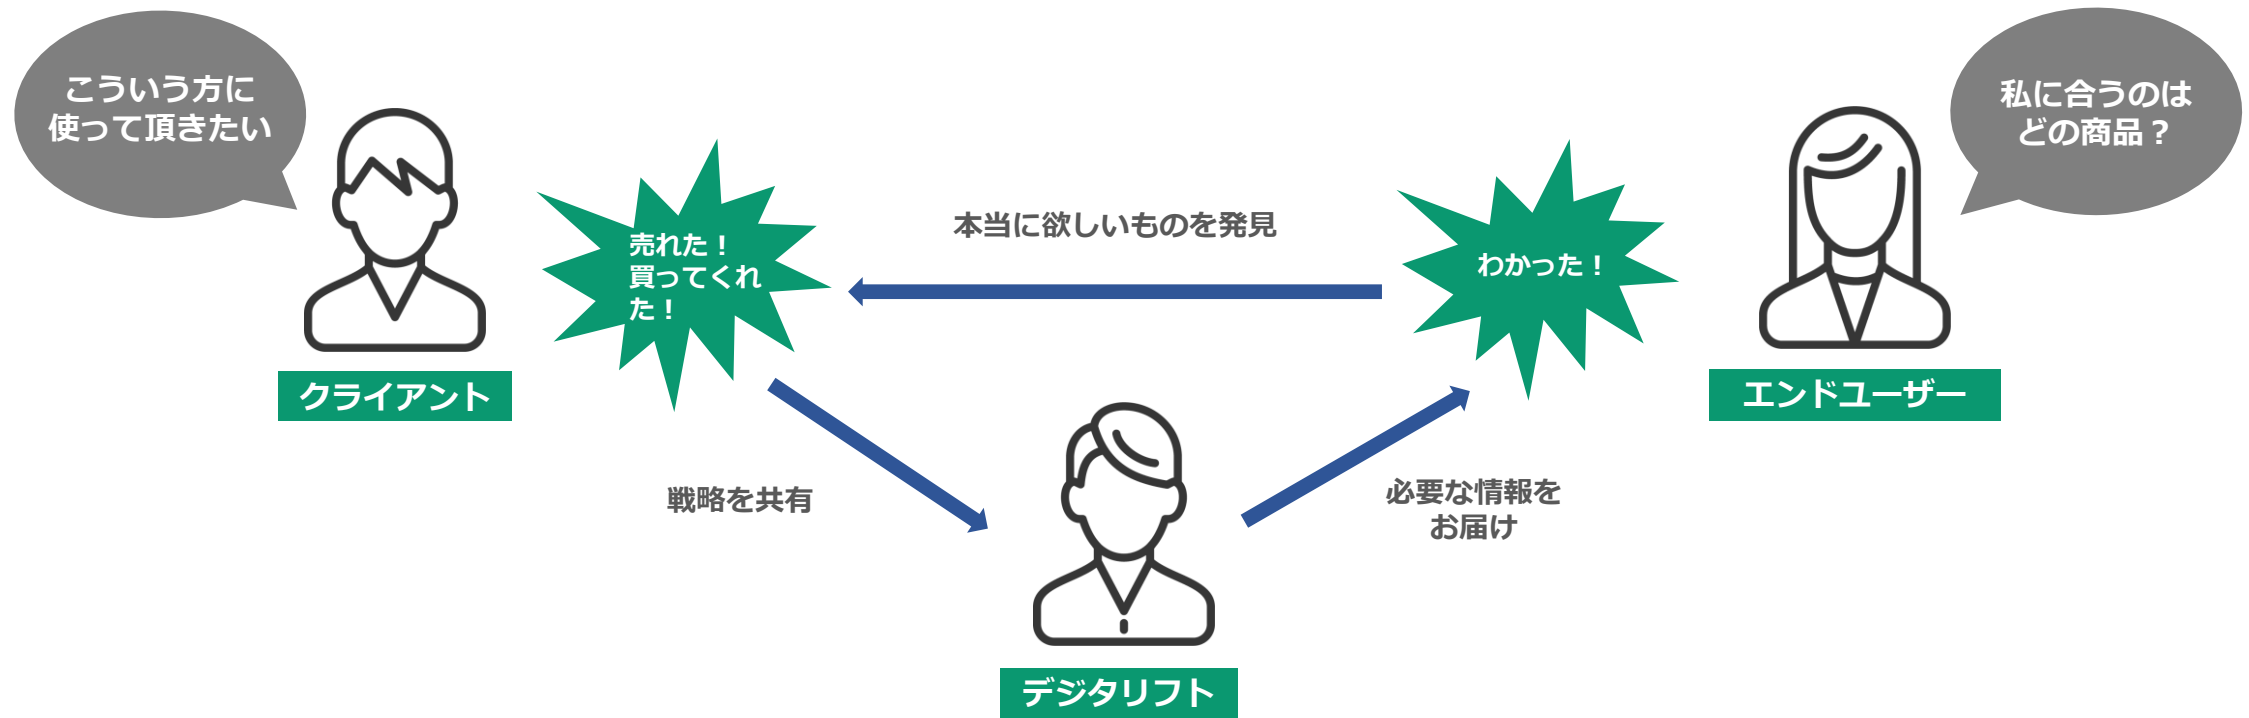 こういう方に
使って頂きたい
私に合うのは
どの商品？
売れた！
買ってくれ
た！
本当に欲しいものを発見
わかった！
クライアント
エンドユーザー
戦略を共有
必要な情報を
お届け
デジタリフト